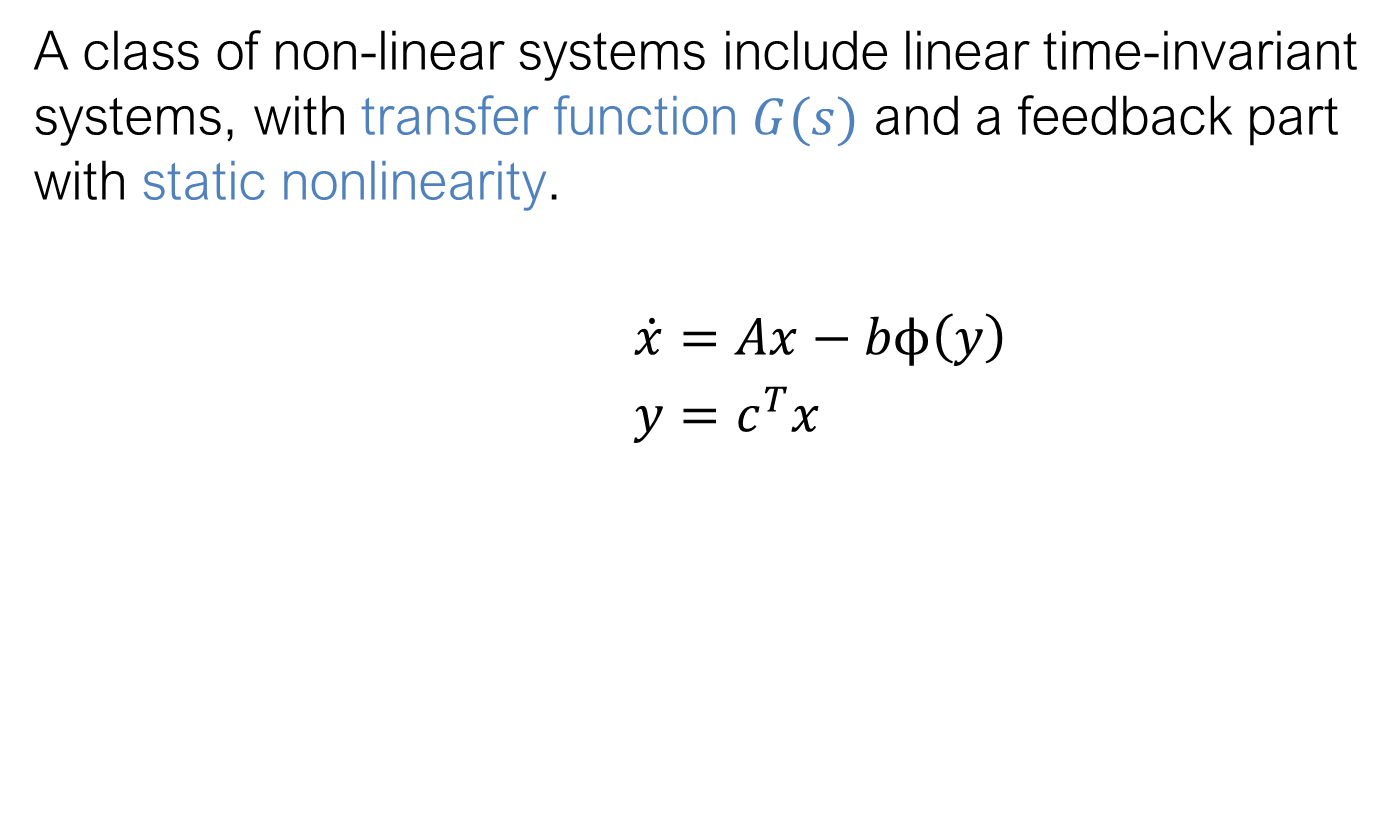 A class of non-linear systems include linear time-invariant
systems, with transfer function G(s) and a feedback part
with static nonlinearity.
ẋ = Ax − bϕ(y)
y = cᵀx